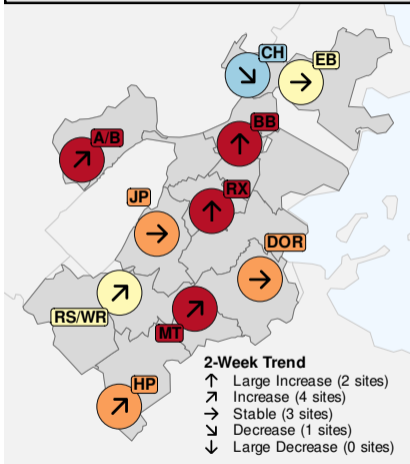 CH
EB
BB
A/B
RX
JP
DOR
RS/WR
MT
HP
2-Week Trend
↑ Large Increase (2 sites)
↗ Increase (4 sites)
→ Stable (3 sites)
↘ Decrease (1 sites)
↓ Large Decrease (0 sites)